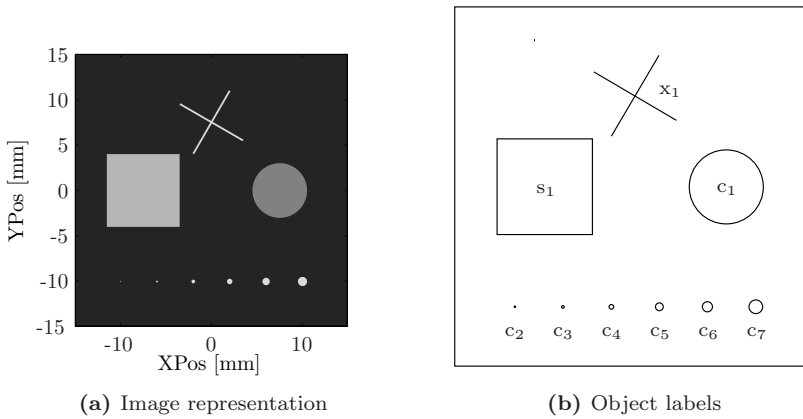 15
10
5
0
-5
-10
-15
YPos [mm]
-10 0 10
XPos [mm]
(a) Image representation
x1
s1 c1
c2 c3 c4 c5 c6 c7
(b) Object labels